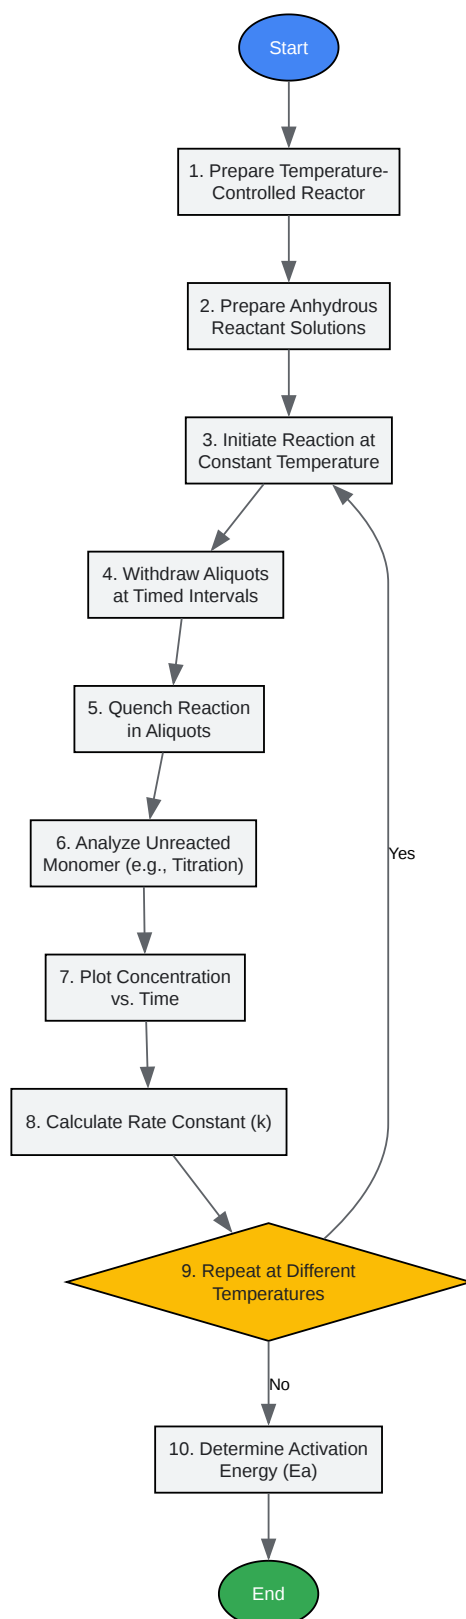 Start
1. Prepare Temperature-
Controlled Reactor
2. Prepare Anhydrous
Reactant Solutions
3. Initiate Reaction at
Constant Temperature
4. Withdraw Aliquots
at Timed Intervals
5. Quench Reaction
in Aliquots
6. Analyze Unreacted
Monomer (e.g., Titration)
Yes
7. Plot Concentration
vs. Time
8. Calculate Rate Constant (k)
9. Repeat at Different
Temperatures
No
10. Determine Activation
Energy (Ea)
End